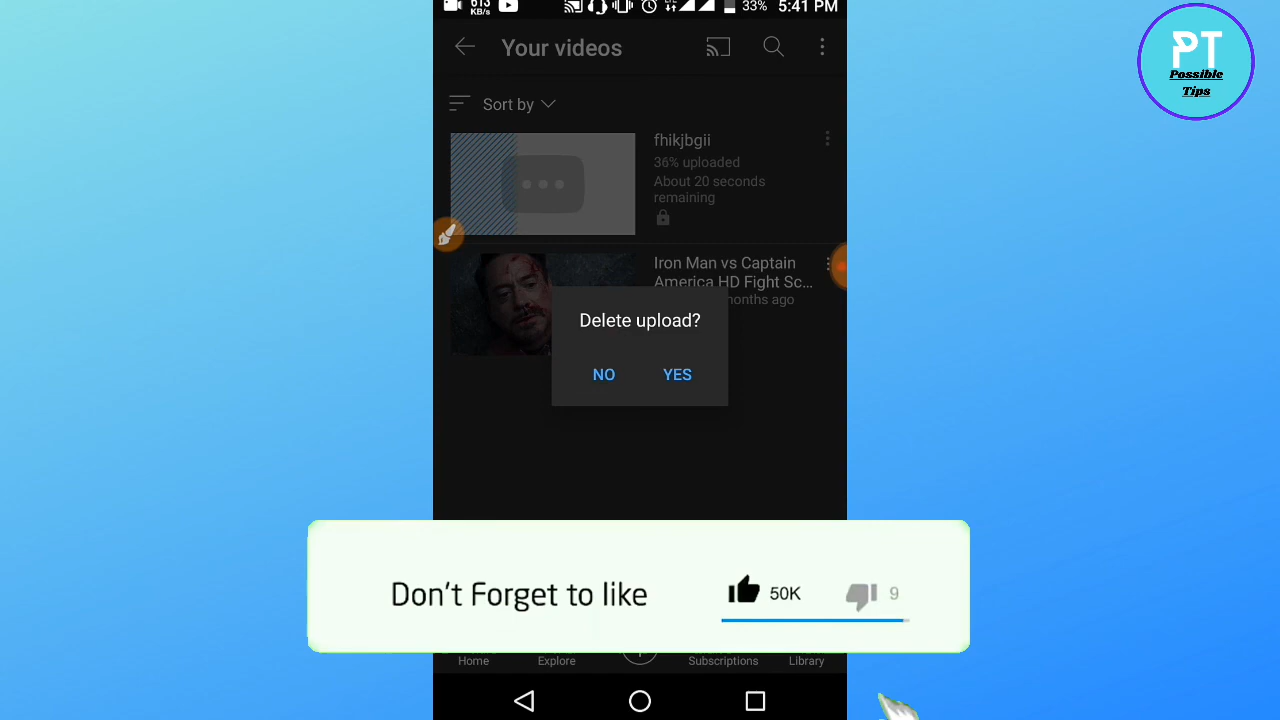 613
KB/s
33% 5:41 PM
PT
Possible
Tips
Your videos
Sort by
fhikjbgii
36% uploaded
About 20 seconds
remaining
Iron Man vs Captain
America HD Fight Sc...
months ago
Delete upload?
NO YES
Don't Forget to like 50K 9
Home Explore Subscriptions Library